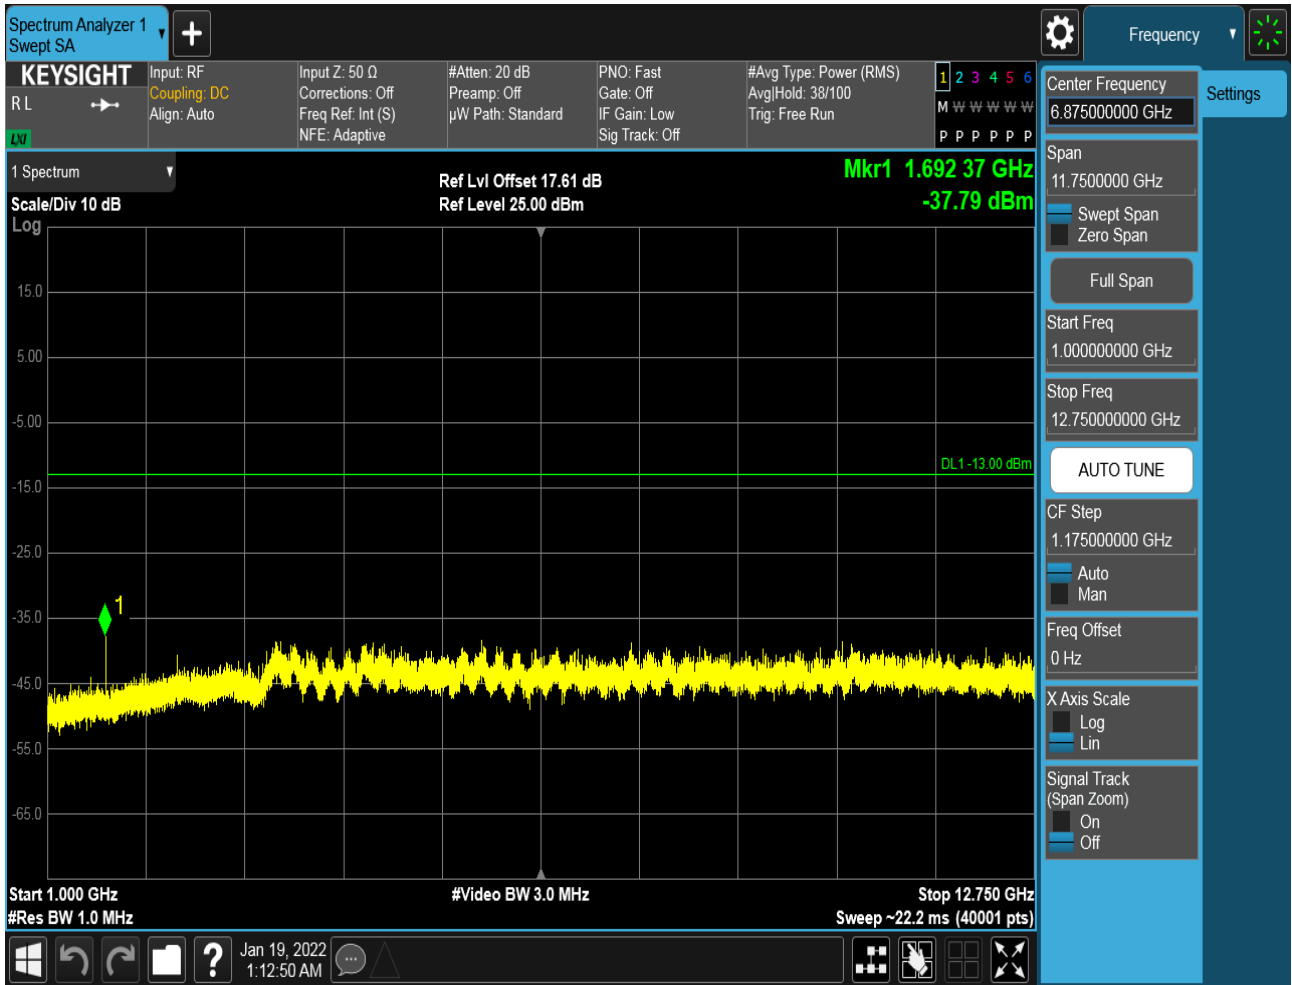 Spectrum Analyzer 1
Swept SA
+
Frequency
KEYSIGHT
R L
LXI
Input: RF
Coupling: DC
Align: Auto
Input Z: 50 Ω
Corrections: Off
Freq Ref: Int (S)
NFE: Adaptive
#Atten: 20 dB
Preamp: Off
µW Path: Standard
PNO: Fast
Gate: Off
IF Gain: Low
Sig Track: Off
#Avg Type: Power (RMS)
Avg|Hold: 38/100
Trig: Free Run
1 2 3 4 5 6
M W W W W W
P P P P P P
1 Spectrum
Scale/Div 10 dB
Log
Ref Lvl Offset 17.61 dB
Ref Level 25.00 dBm
Mkr1 1.692 37 GHz
-37.79 dBm
15.0
5.00
-5.00
DL1 -13.00 dBm
-15.0
-25.0
1
-35.0
-45.0
-55.0
-65.0
Start 1.000 GHz
#Res BW 1.0 MHz
#Video BW 3.0 MHz
Stop 12.750 GHz
Sweep ~22.2 ms (40001 pts)
?
Jan 19, 2022
1:12:50 AM
Center Frequency
6.875000000 GHz
Settings
Span
11.7500000 GHz
Swept Span
Zero Span
Full Span
Start Freq
1.000000000 GHz
Stop Freq
12.750000000 GHz
AUTO TUNE
CF Step
1.175000000 GHz
Auto
Man
Freq Offset
0 Hz
X Axis Scale
Log
Lin
Signal Track
(Span Zoom)
On
Off